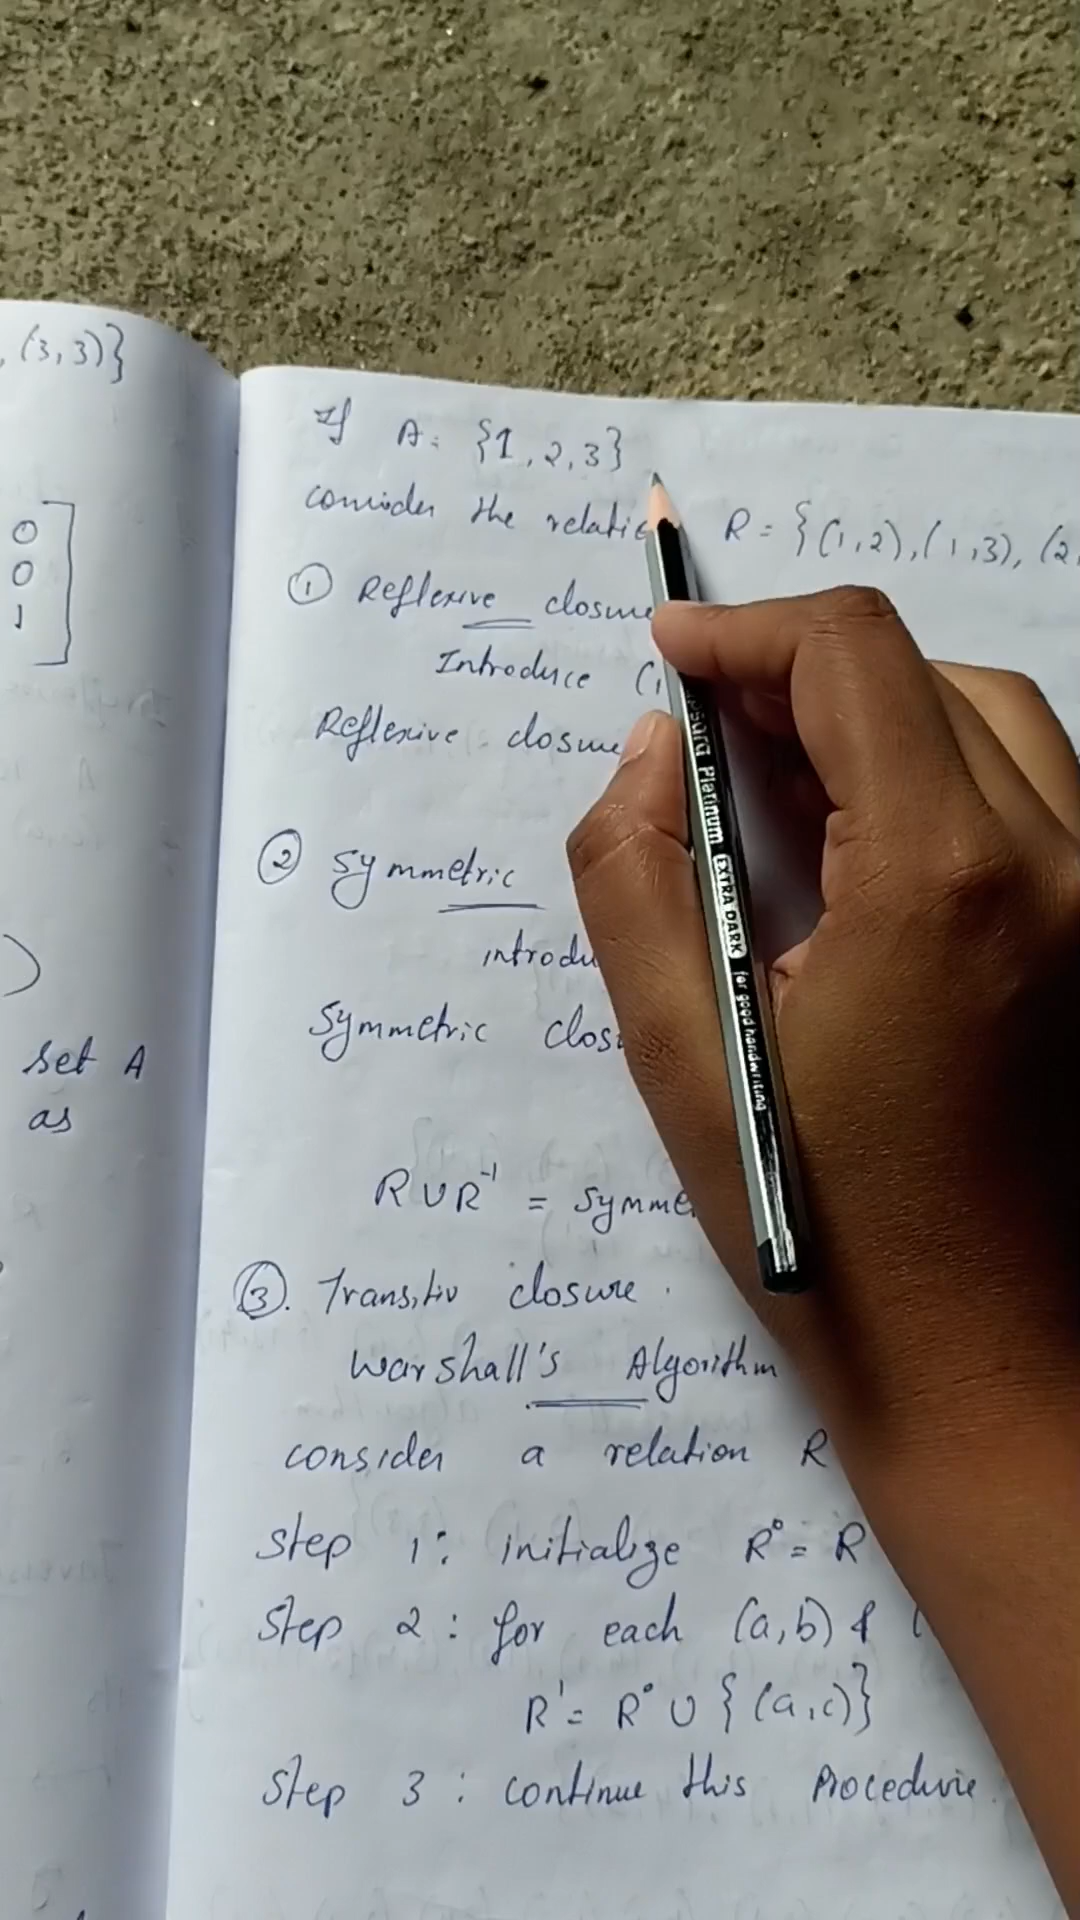 , (3,3)}
0
0
1
set A
as
If A = {1, 2, 3}
consider the relatio R = {(1,2), (1,3), (2,
① Reflexive closure
Introduce (1
Reflexive closure
② Symmetric
introdu
Symmetric clos
R ∪ R⁻¹ = Symme
③. Transitiv closure.
Warshall's Algorithm
consider a relation R
Step 1: initialize R⁰ = R
Step 2: for each (a,b) & (
R¹ = R⁰ ∪ {(a,c)}
Step 3: continue this Procedure.
Platinum EXTRA DARK for good handwriting